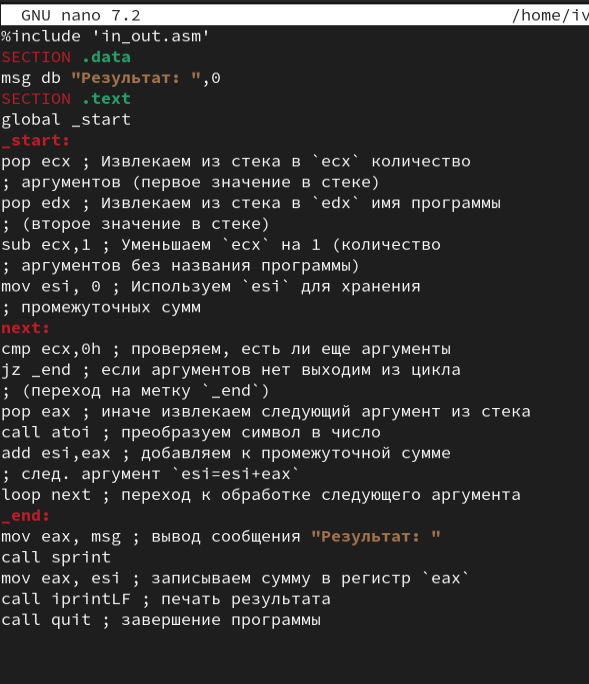 GNU nano 7.2 /home/iv
%include 'in_out.asm'
SECTION .data
msg db "Результат: ",0
SECTION .text
global _start
_start:
pop ecx ; Извлекаем из стека в `ecx` количество
; аргументов (первое значение в стеке)
pop edx ; Извлекаем из стека в `edx` имя программы
; (второе значение в стеке)
sub ecx,1 ; Уменьшаем `ecx` на 1 (количество
; аргументов без названия программы)
mov esi, 0 ; Используем `esi` для хранения
; промежуточных сумм
next:
cmp ecx,0h ; проверяем, есть ли еще аргументы
jz _end ; если аргументов нет выходим из цикла
; (переход на метку `_end`)
pop eax ; иначе извлекаем следующий аргумент из стека
call atoi ; преобразуем символ в число
add esi,eax ; добавляем к промежуточной сумме
; след. аргумент `esi=esi+eax`
loop next ; переход к обработке следующего аргумента
_end:
mov eax, msg ; вывод сообщения "Результат: "
call sprint
mov eax, esi ; записываем сумму в регистр `eax`
call iprintLF ; печать результата
call quit ; завершение программы